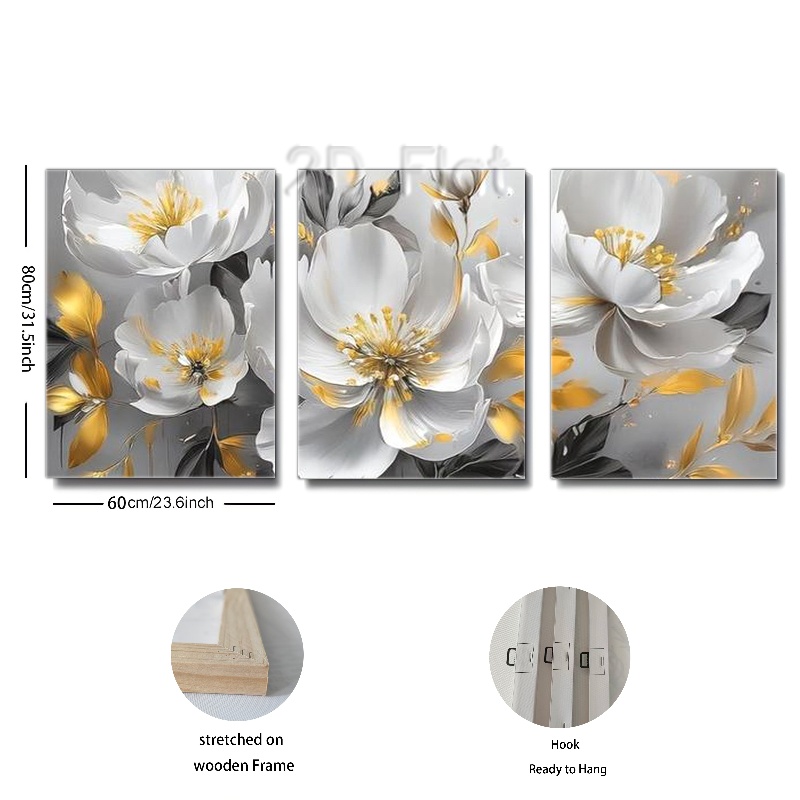 2D Flat
80cm/31.5inch
60cm/23.6inch
stretched on
wooden Frame
Hook
Ready to Hang